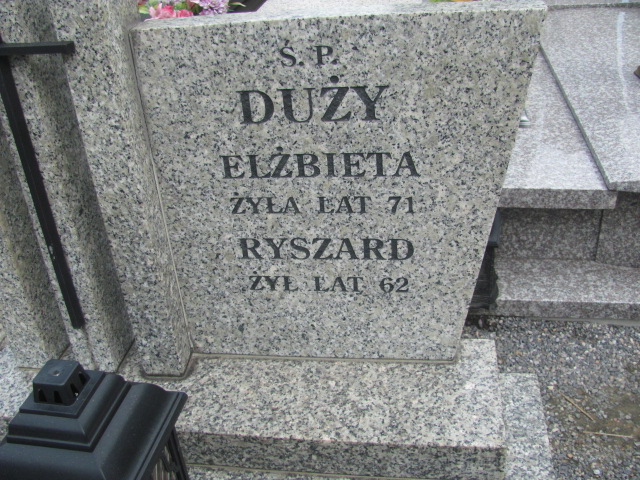 Ś. P.
DUŻY
ELŻBIETA
ŻYŁA LAT 71
RYSZARD
ŻYŁ LAT 62